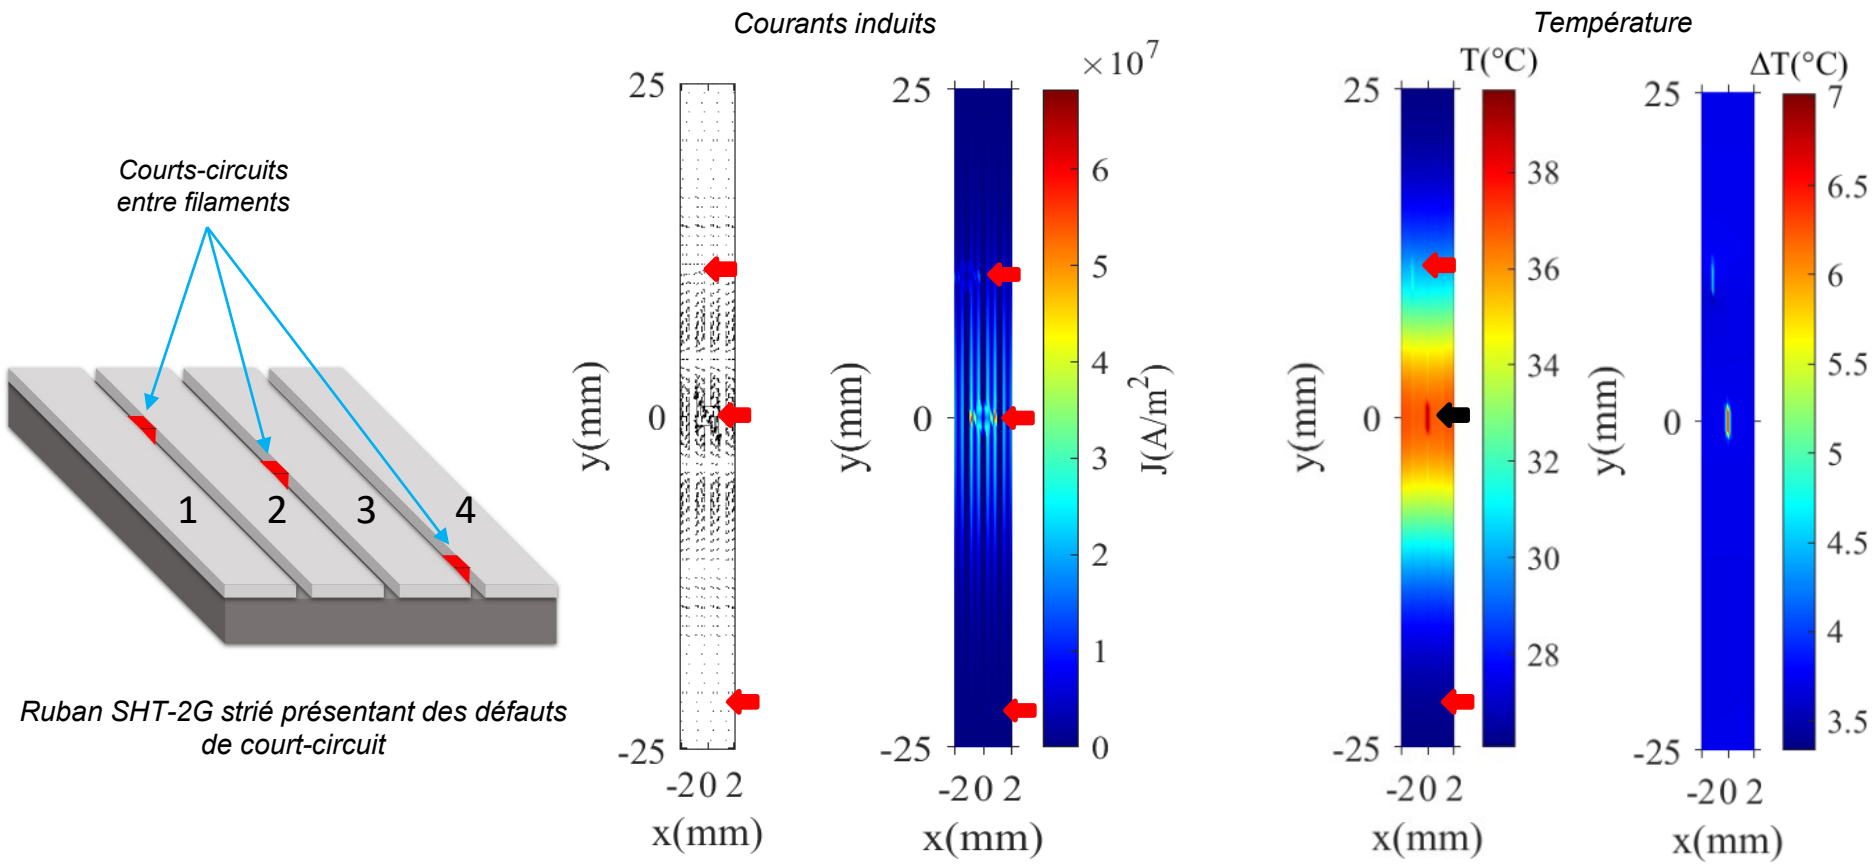 Courants induits
Température
Courts-circuits
entre filaments
1
2
3
4
Ruban SHT-2G strié présentant des défauts
de court-circuit
25
0
-25
y(mm)
-2 0 2
x(mm)
25
0
-25
y(mm)
-2 0 2
x(mm)
×10⁷
6
5
4
3
2
1
0
J(A/m²)
T(°C)
25
0
-25
y(mm)
-2 0 2
x(mm)
38
36
34
32
30
28
ΔT(°C)
25
0
-25
y(mm)
-2 0 2
x(mm)
7
6.5
6
5.5
5
4.5
4
3.5